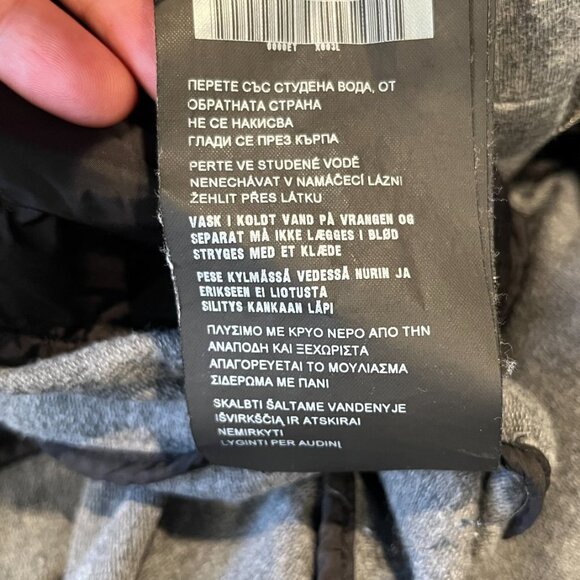 ПЕРЕТЕ СЪС СТУДЕНА ВОДА, ОТ
ОБРАТНАТА СТРАНА
НЕ СЕ НАКИСВА
ГЛАДИ СЕ ПРЕЗ КЪРПА
PERTE VE STUDENÉ VODĚ
NENECHÁVAT V NAMÁČECÍ LÁZNI
ŽEHLIT PŘES LÁTKU
VASK I KOLDT VAND PÅ VRANGEN OG
SEPARAT MÅ IKKE LÆGGES I BLØD
STRYGES MED ET KLÆDE
PESE KYLMÄSSÄ VEDESSÄ NURIN JA
ERIKSEEN EI LIOTUSTA
SILITYS KANKAAN LÄPI
ΠΛΥΣΙΜΟ ΜΕ ΚΡΥΟ ΝΕΡΟ ΑΠΟ ΤΗΝ
ΑΝΑΠΟΔΗ ΚΑΙ ΞΕΧΩΡΙΣΤΑ
ΑΠΑΓΟΡΕΥΕΤΑΙ ΤΟ ΜΟΥΛΙΑΣΜΑ
ΣΙΔΕΡΩΜΑ ΜΕ ΠΑΝΙ
SKALBTI ŠALTAME VANDENYJE
IŠVIRKŠČIĄ IR ATSKIRAI
NEMIRKYTI
LYGINTI PER AUDINĮ